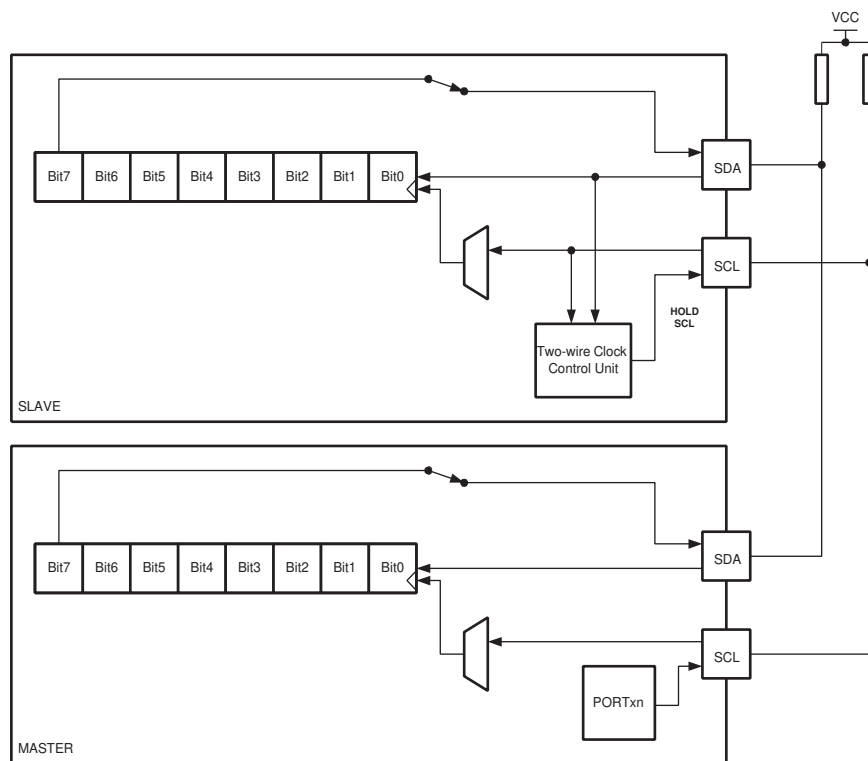 VCC
Bit7 Bit6 Bit5 Bit4 Bit3 Bit2 Bit1 Bit0
SDA
SCL
HOLD
SCL
Two-wire Clock
Control Unit
SLAVE
Bit7 Bit6 Bit5 Bit4 Bit3 Bit2 Bit1 Bit0
SDA
SCL
PORTxn
MASTER